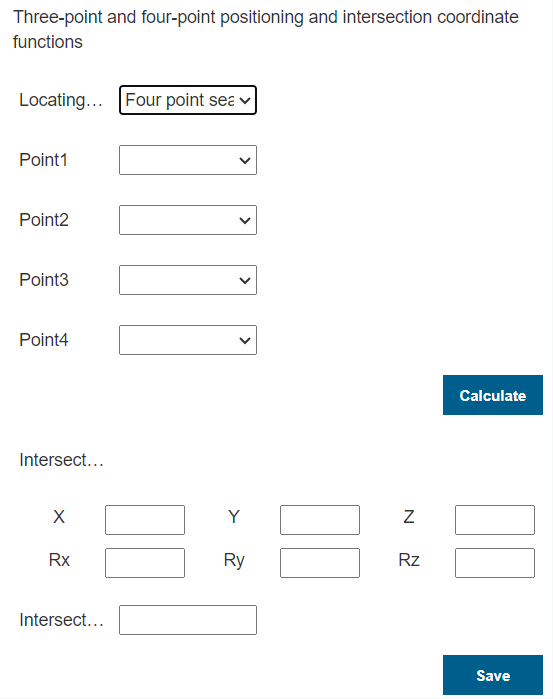 Three-point and four-point positioning and intersection coordinate
functions
Locating...
Four point sea
Point1
Point2
Point3
Point4
Calculate
Intersect...
X Y Z
Rx Ry Rz
Intersect...
Save